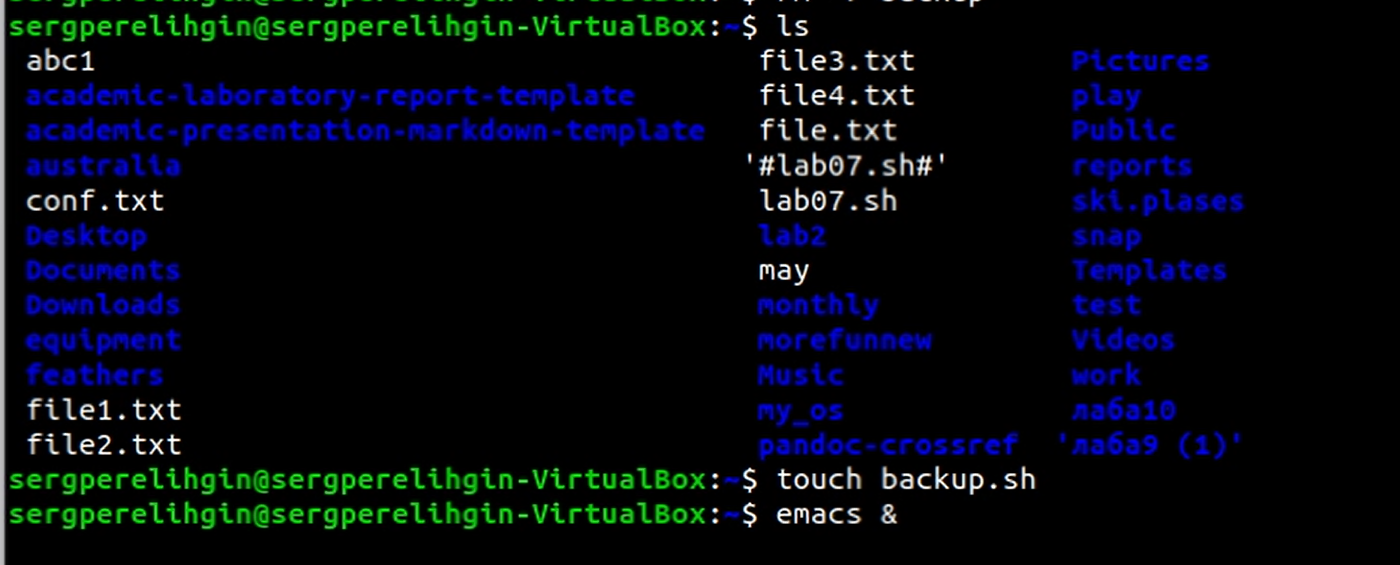 sergperelihgin@sergperelihgin-VirtualBox:~$ ls
abc1 file3.txt Pictures
academic-laboratory-report-template file4.txt play
academic-presentation-markdown-template file.txt Public
australia '#lab07.sh#' reports
conf.txt lab07.sh ski.plases
Desktop lab2 snap
Documents may Templates
Downloads monthly test
equipment morefunnew Videos
feathers Music work
file1.txt my_os лаба10
file2.txt pandoc-crossref 'лаба9 (1)'
sergperelihgin@sergperelihgin-VirtualBox:~$ touch backup.sh
sergperelihgin@sergperelihgin-VirtualBox:~$ emacs &